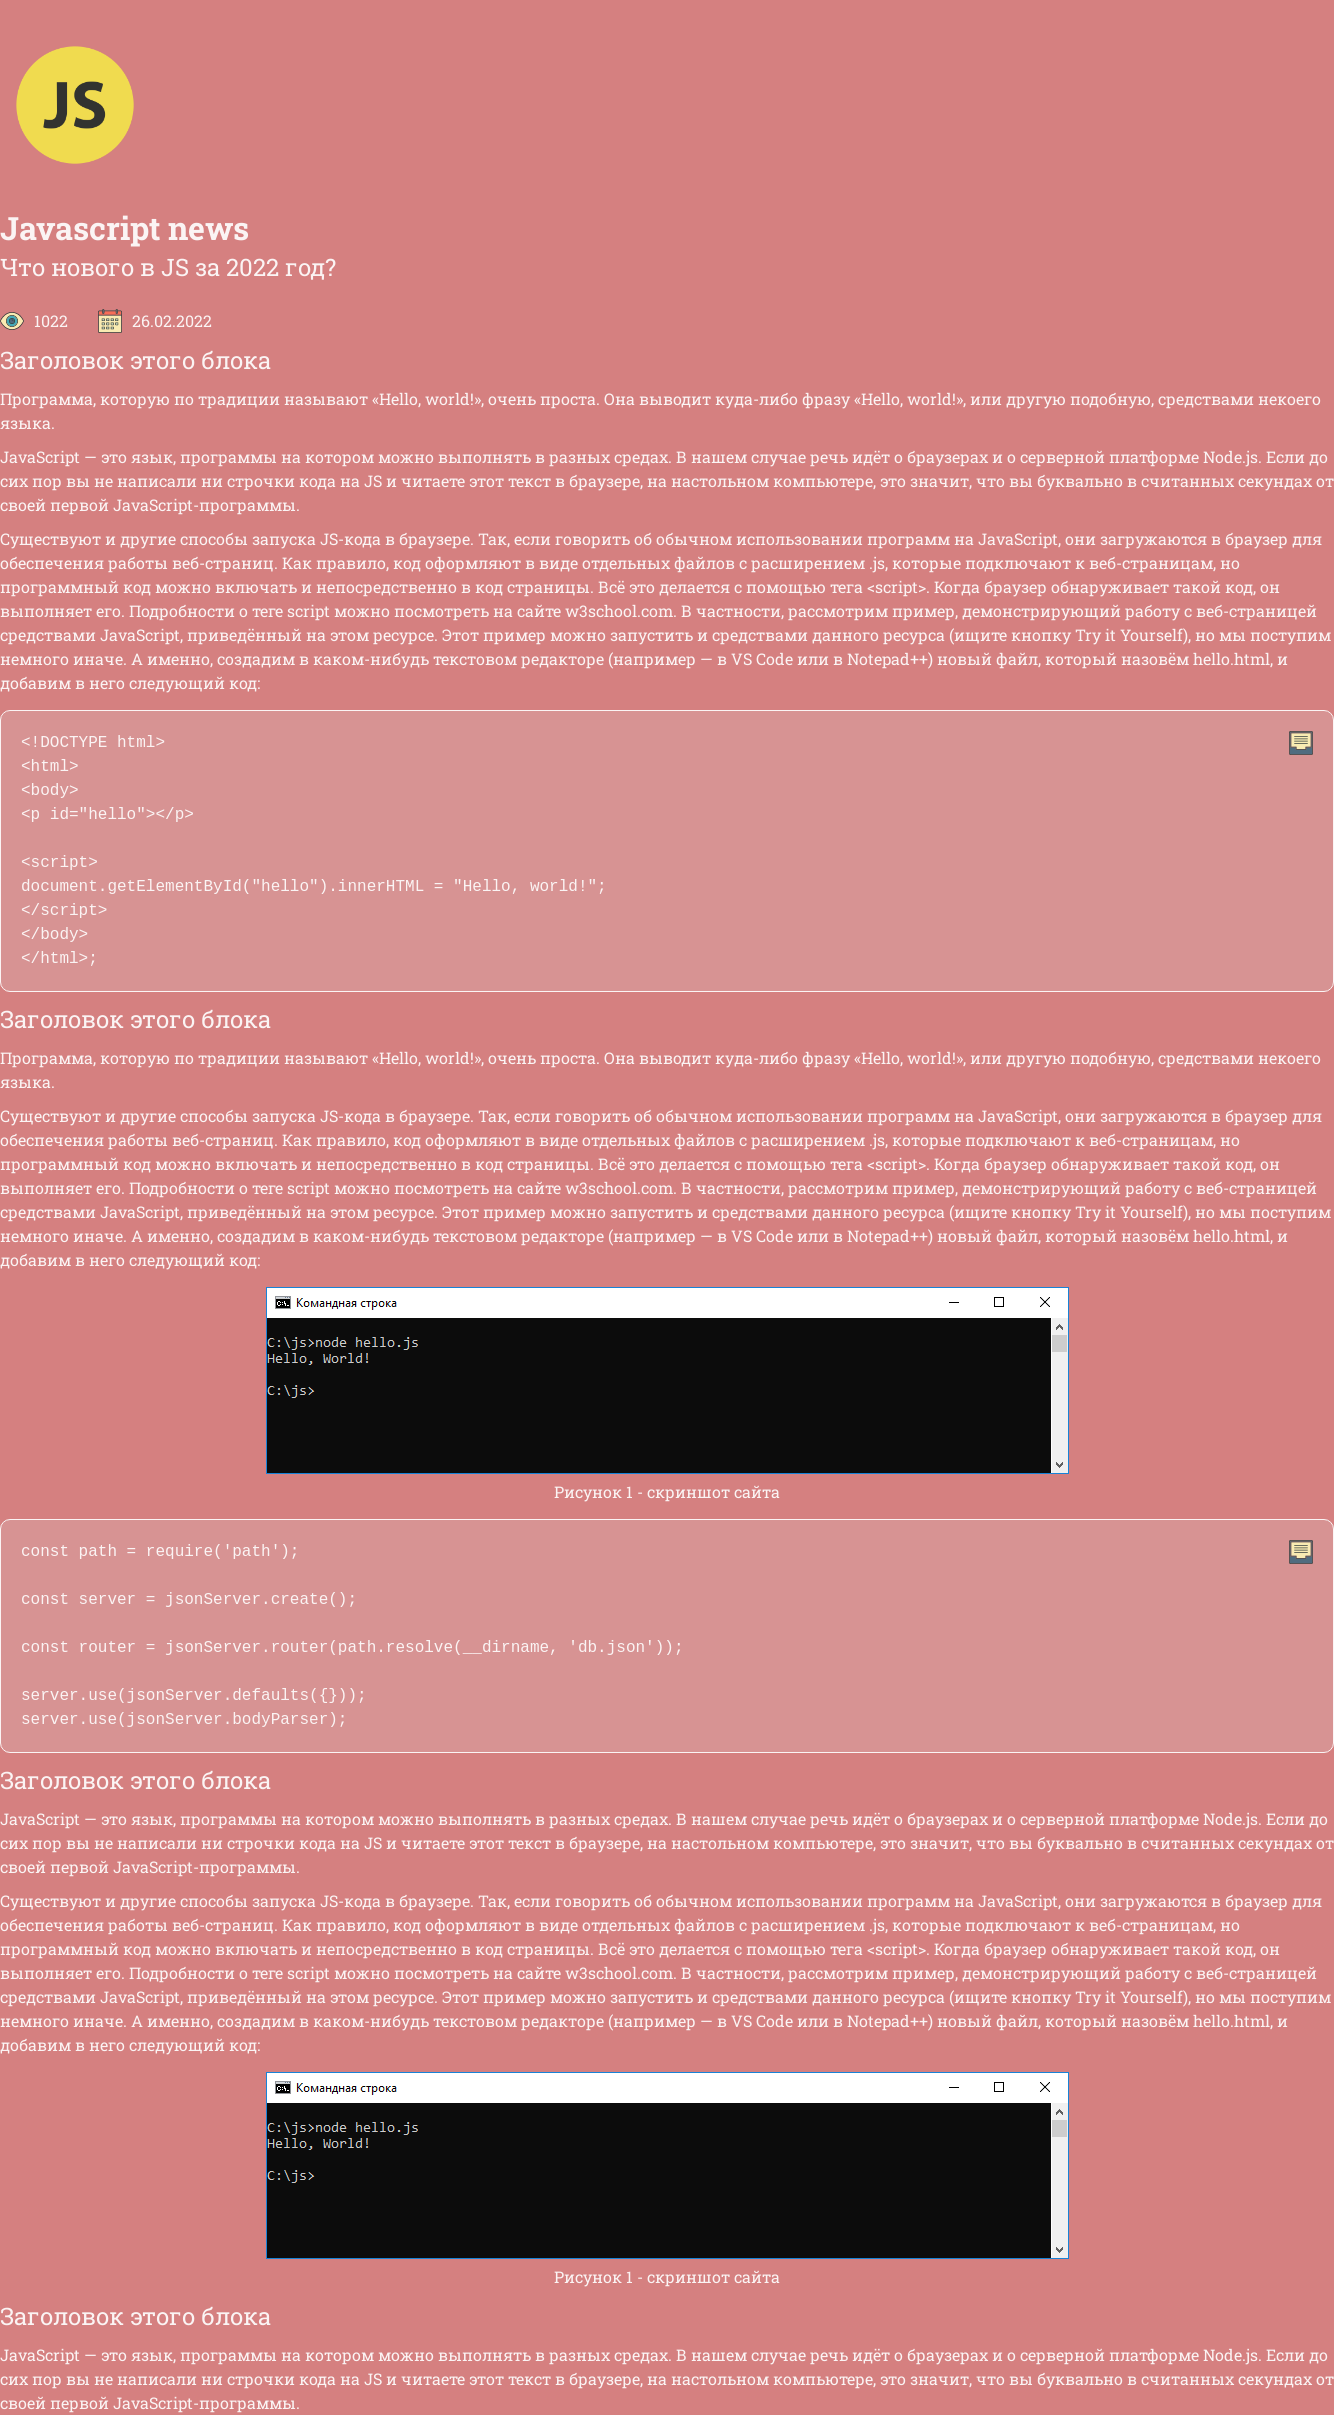 JS
Javascript news
Что нового в JS за 2022 год?
1022 26.02.2022
Заголовок этого блока
Программа, которую по традиции называют «Hello, world!», очень проста. Она выводит куда-либо фразу «Hello, world!», или другую подобную, средствами некоего
языка.
JavaScript — это язык, программы на котором можно выполнять в разных средах. В нашем случае речь идёт о браузерах и о серверной платформе Node.js. Если до
сих пор вы не написали ни строчки кода на JS и читаете этот текст в браузере, на настольном компьютере, это значит, что вы буквально в считанных секундах от
своей первой JavaScript-программы.
Существуют и другие способы запуска JS-кода в браузере. Так, если говорить об обычном использовании программ на JavaScript, они загружаются в браузер для
обеспечения работы веб-страниц. Как правило, код оформляют в виде отдельных файлов с расширением .js, которые подключают к веб-страницам, но
программный код можно включать и непосредственно в код страницы. Всё это делается с помощью тега <script>. Когда браузер обнаруживает такой код, он
выполняет его. Подробности о теге script можно посмотреть на сайте w3school.com. В частности, рассмотрим пример, демонстрирующий работу с веб-страницей
средствами JavaScript, приведённый на этом ресурсе. Этот пример можно запустить и средствами данного ресурса (ищите кнопку Try it Yourself), но мы поступим
немного иначе. А именно, создадим в каком-нибудь текстовом редакторе (например — в VS Code или в Notepad++) новый файл, который назовём hello.html, и
добавим в него следующий код:
<!DOCTYPE html>
<html>
<body>
<p id="hello"></p>
<script>
document.getElementById("hello").innerHTML = "Hello, world!";
</script>
</body>
</html>;
Заголовок этого блока
Программа, которую по традиции называют «Hello, world!», очень проста. Она выводит куда-либо фразу «Hello, world!», или другую подобную, средствами некоего
языка.
Существуют и другие способы запуска JS-кода в браузере. Так, если говорить об обычном использовании программ на JavaScript, они загружаются в браузер для
обеспечения работы веб-страниц. Как правило, код оформляют в виде отдельных файлов с расширением .js, которые подключают к веб-страницам, но
программный код можно включать и непосредственно в код страницы. Всё это делается с помощью тега <script>. Когда браузер обнаруживает такой код, он
выполняет его. Подробности о теге script можно посмотреть на сайте w3school.com. В частности, рассмотрим пример, демонстрирующий работу с веб-страницей
средствами JavaScript, приведённый на этом ресурсе. Этот пример можно запустить и средствами данного ресурса (ищите кнопку Try it Yourself), но мы поступим
немного иначе. А именно, создадим в каком-нибудь текстовом редакторе (например — в VS Code или в Notepad++) новый файл, который назовём hello.html, и
добавим в него следующий код:
C:\. Командная строка
C:\js>node hello.js
Hello, World!
C:\js>
Рисунок 1 - скриншот сайта
const path = require('path');
const server = jsonServer.create();
const router = jsonServer.router(path.resolve(__dirname, 'db.json'));
server.use(jsonServer.defaults({}));
server.use(jsonServer.bodyParser);
Заголовок этого блока
JavaScript — это язык, программы на котором можно выполнять в разных средах. В нашем случае речь идёт о браузерах и о серверной платформе Node.js. Если до
сих пор вы не написали ни строчки кода на JS и читаете этот текст в браузере, на настольном компьютере, это значит, что вы буквально в считанных секундах от
своей первой JavaScript-программы.
Существуют и другие способы запуска JS-кода в браузере. Так, если говорить об обычном использовании программ на JavaScript, они загружаются в браузер для
обеспечения работы веб-страниц. Как правило, код оформляют в виде отдельных файлов с расширением .js, которые подключают к веб-страницам, но
программный код можно включать и непосредственно в код страницы. Всё это делается с помощью тега <script>. Когда браузер обнаруживает такой код, он
выполняет его. Подробности о теге script можно посмотреть на сайте w3school.com. В частности, рассмотрим пример, демонстрирующий работу с веб-страницей
средствами JavaScript, приведённый на этом ресурсе. Этот пример можно запустить и средствами данного ресурса (ищите кнопку Try it Yourself), но мы поступим
немного иначе. А именно, создадим в каком-нибудь текстовом редакторе (например — в VS Code или в Notepad++) новый файл, который назовём hello.html, и
добавим в него следующий код:
C:\. Командная строка
C:\js>node hello.js
Hello, World!
C:\js>
Рисунок 1 - скриншот сайта
Заголовок этого блока
JavaScript — это язык, программы на котором можно выполнять в разных средах. В нашем случае речь идёт о браузерах и о серверной платформе Node.js. Если до
сих пор вы не написали ни строчки кода на JS и читаете этот текст в браузере, на настольном компьютере, это значит, что вы буквально в считанных секундах от
своей первой JavaScript-программы.